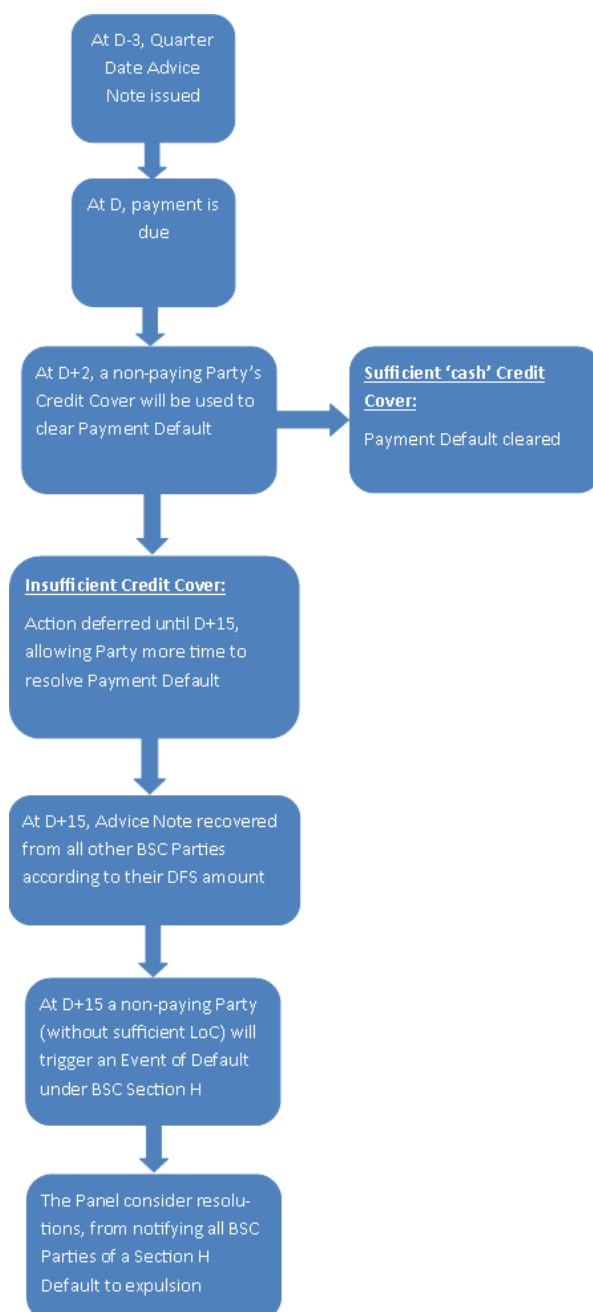 At D-3, Quarter
Date Advice
Note issued
At D, payment is
due
At D+2, a non-paying Party's
Credit Cover will be used to
clear Payment Default
Sufficient ‘cash’ Credit
Cover:
Payment Default cleared
Insufficient Credit Cover:
Action deferred until D+15,
allowing Party more time to
resolve Payment Default
At D+15, Advice Note recovered
from all other BSC Parties
according to their DFS amount
At D+15 a non-paying Party
(without sufficient LoC) will
trigger an Event of Default
under BSC Section H
The Panel consider resolu-
tions, from notifying all BSC
Parties of a Section H
Default to expulsion